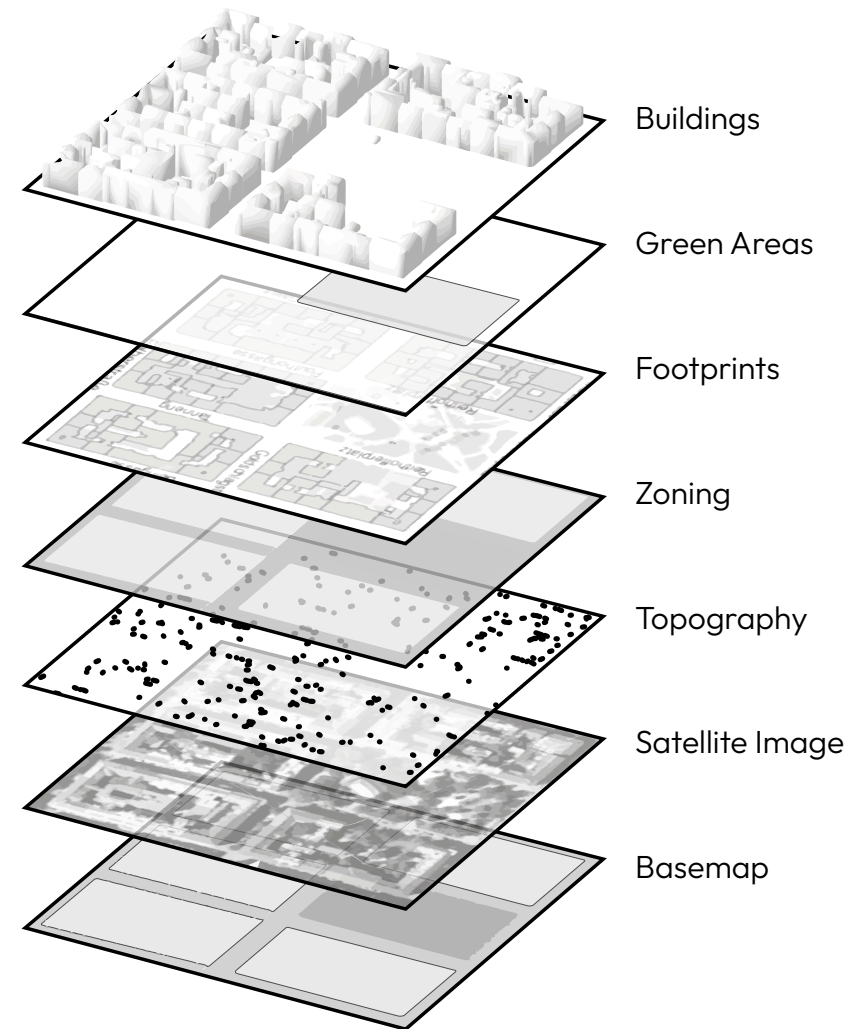 Buildings
Green Areas
Footprints
Zoning
Topography
Satellite Image
Basemap